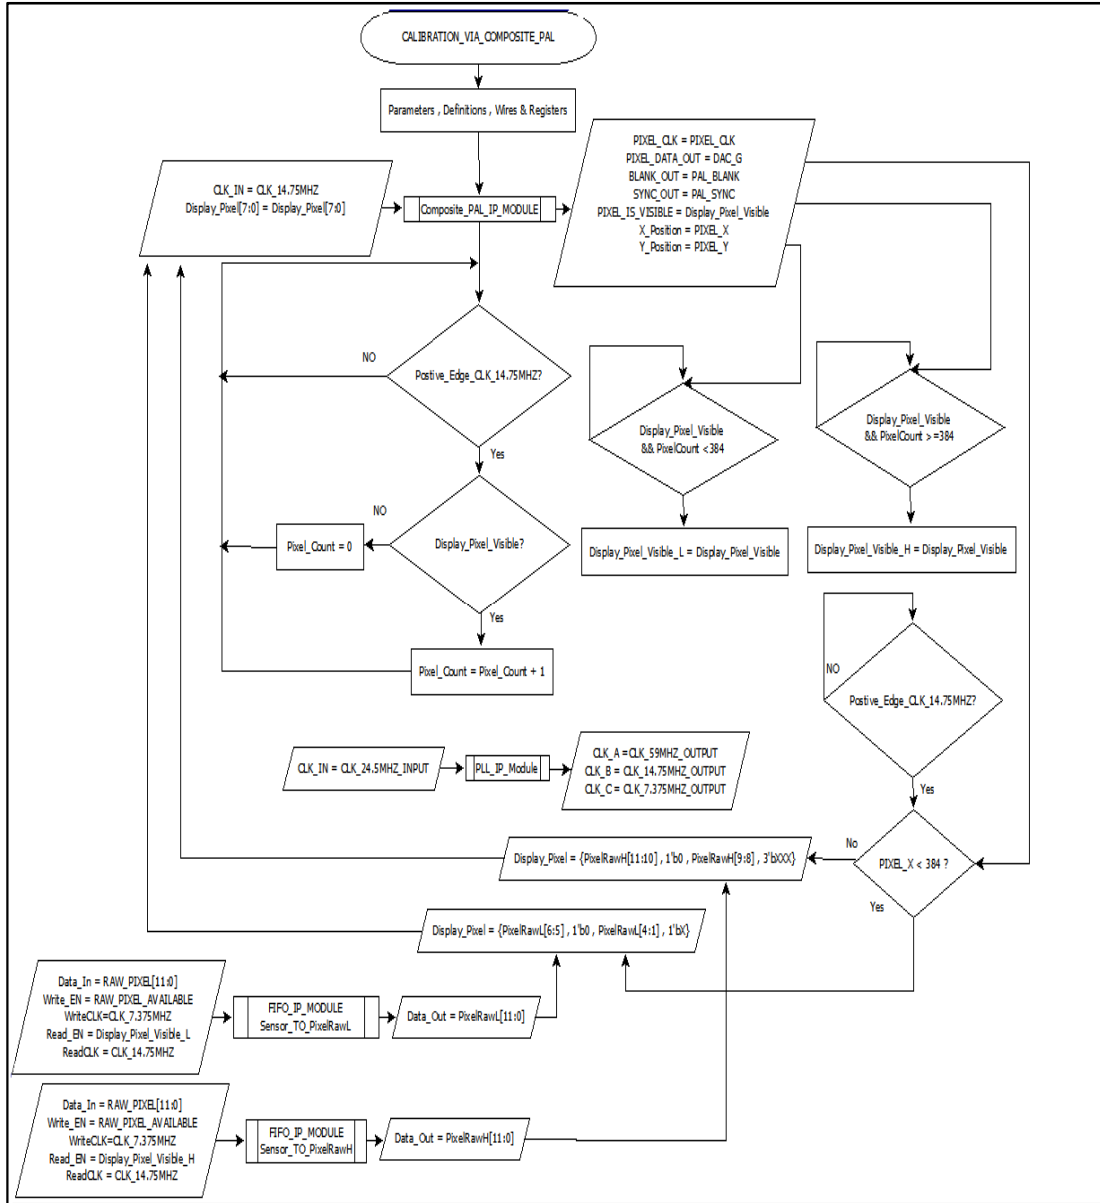 CALIBRATION_VIA_COMPOSITE_PAL
Parameters , Definitions , Wires & Registers
CLK_IN = CLK_14.75MHZ
Display_Pixel[7:0] = Display_Pixel[7:0]
Composite_PAL_IP_MODULE
PIXEL_CLK = PIXEL_CLK
PIXEL_DATA_OUT = DAC_G
BLANK_OUT = PAL_BLANK
SYNC_OUT = PAL_SYNC
PIXEL_IS_VISIBLE = Display_Pixel_Visible
X_Position = PIXEL_X
Y_Position = PIXEL_Y
NO
Postive_Edge_CLK_14.75MHZ?
Yes
NO
Pixel_Count = 0
Display_Pixel_Visible?
Yes
Pixel_Count = Pixel_Count + 1
Display_Pixel_Visible
&& PixelCount <384
Display_Pixel_Visible_L = Display_Pixel_Visible
Display_Pixel_Visible
&& PixelCount >=384
Display_Pixel_Visible_H = Display_Pixel_Visible
NO
Postive_Edge_CLK_14.75MHZ?
Yes
CLK_IN = CLK_24.5MHZ_INPUT
PLL_IP_Module
CLK_A =CLK_59MHZ_OUTPUT
CLK_B = CLK_14.75MHZ_OUTPUT
CLK_C = CLK_7.375MHZ_OUTPUT
No
PIXEL_X < 384 ?
Yes
Display_Pixel = {PixelRawH[11:10] , 1'b0 , PixelRawH[9:8] , 3'bXXX}
Display_Pixel = {PixelRawL[6:5] , 1'b0 , PixelRawL[4:1] , 1'bX}
Data_In = RAW_PIXEL[11:0]
Write_EN = RAW_PIXEL_AVAILABLE
WriteCLK=CLK_7.375MHZ
Read_EN = Display_Pixel_Visible_L
ReadCLK = CLK_14.75MHZ
FIFO_IP_MODULE
Sensor_TO_PixelRawL
Data_Out = PixelRawL[11:0]
Data_In = RAW_PIXEL[11:0]
Write_EN = RAW_PIXEL_AVAILABLE
WriteCLK=CLK_7.375MHZ
Read_EN = Display_Pixel_Visible_H
ReadCLK = CLK_14.75MHZ
FIFO_IP_MODULE
Sensor_TO_PixelRawH
Data_Out = PixelRawH[11:0]